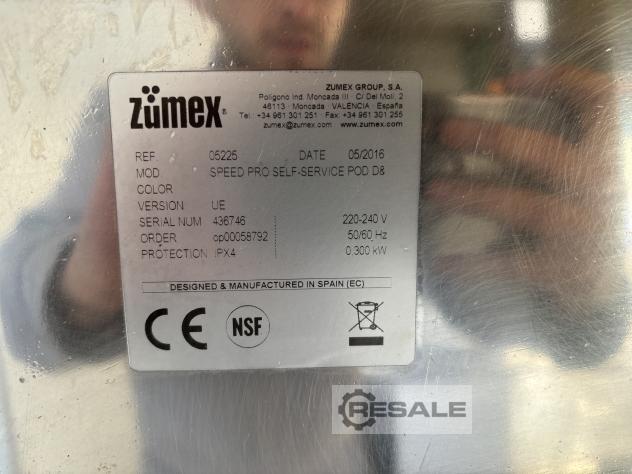 zümex®
ZUMEX GROUP, S.A.
Polígono Ind. Moncada III · C/ Del Molí, 2
46113 · Moncada · VALENCIA · España
Tel.: +34 961 301 251 · Fax: +34 961 301 255
zumex@zumex.com · www.zumex.com
REF. 05225 DATE 05/2016
MOD SPEED PRO SELF-SERVICE POD D&
COLOR
VERSION UE
SERIAL NUM 436746 220-240 V
ORDER op00058792 50/60 Hz
PROTECTION IPX4 0,300 kW
DESIGNED & MANUFACTURED IN SPAIN (EC)
CE NSF
RESALE